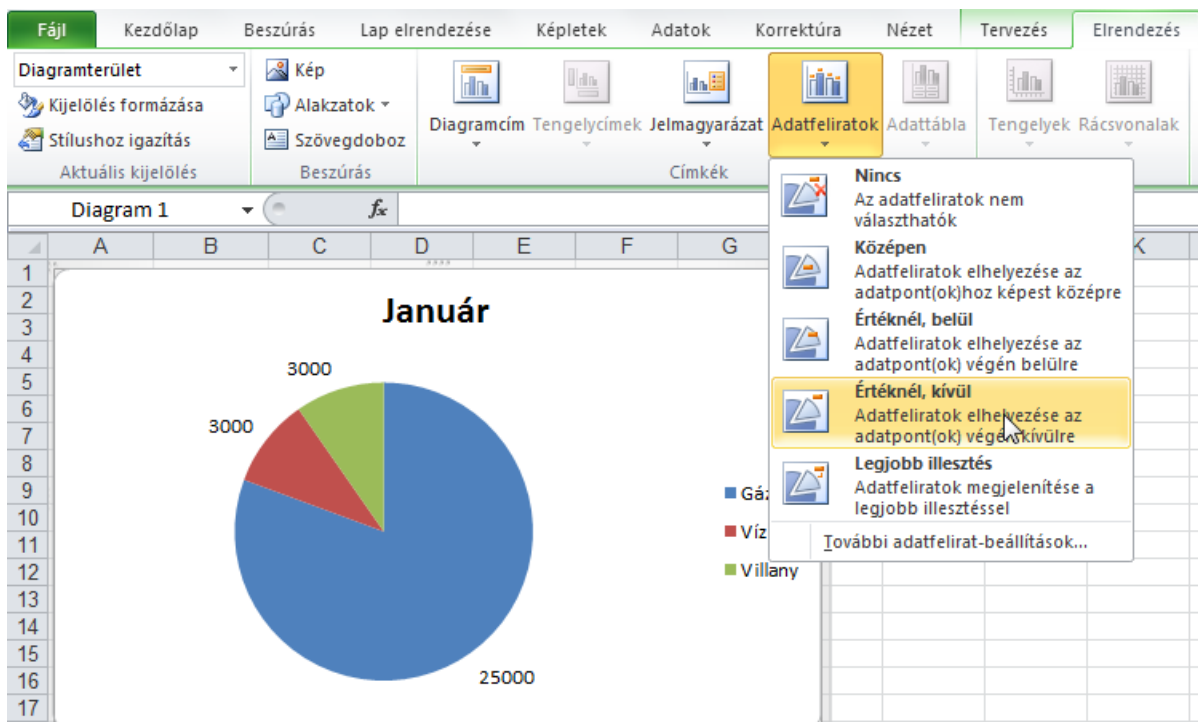 Fájl Kezdőlap Beszúrás Lap elrendezése Képletek Adatok Korrektúra Nézet Tervezés Elrendezés
Diagramterület
Kijelölés formázása
Stílushoz igazítás
Aktuális kijelölés
Kép
Alakzatok
Szövegdoboz
Beszúrás
Diagramcím Tengelycímek Jelmagyarázat Adatfeliratok Adattábla Tengelyek Rácsvonalak
Címkék
Diagram 1 fx
A B C D E F G K
1
2
3
4
5
6
7
8
9
10
11
12
13
14
15
16
17
Január
3000
3000
25000
Gáz
Víz
Villany
Nincs
Az adatfeliratok nem
választhatók
Középen
Adatfeliratok elhelyezése az
adatpont(ok)hoz képest középre
Értéknél, belül
Adatfeliratok elhelyezése az
adatpont(ok) végén belülre
Értéknél, kívül
Adatfeliratok elhelyezése az
adatpont(ok) végén kívülre
Legjobb illesztés
Adatfeliratok megjelenítése a
legjobb illesztéssel
További adatfelirat-beállítások...